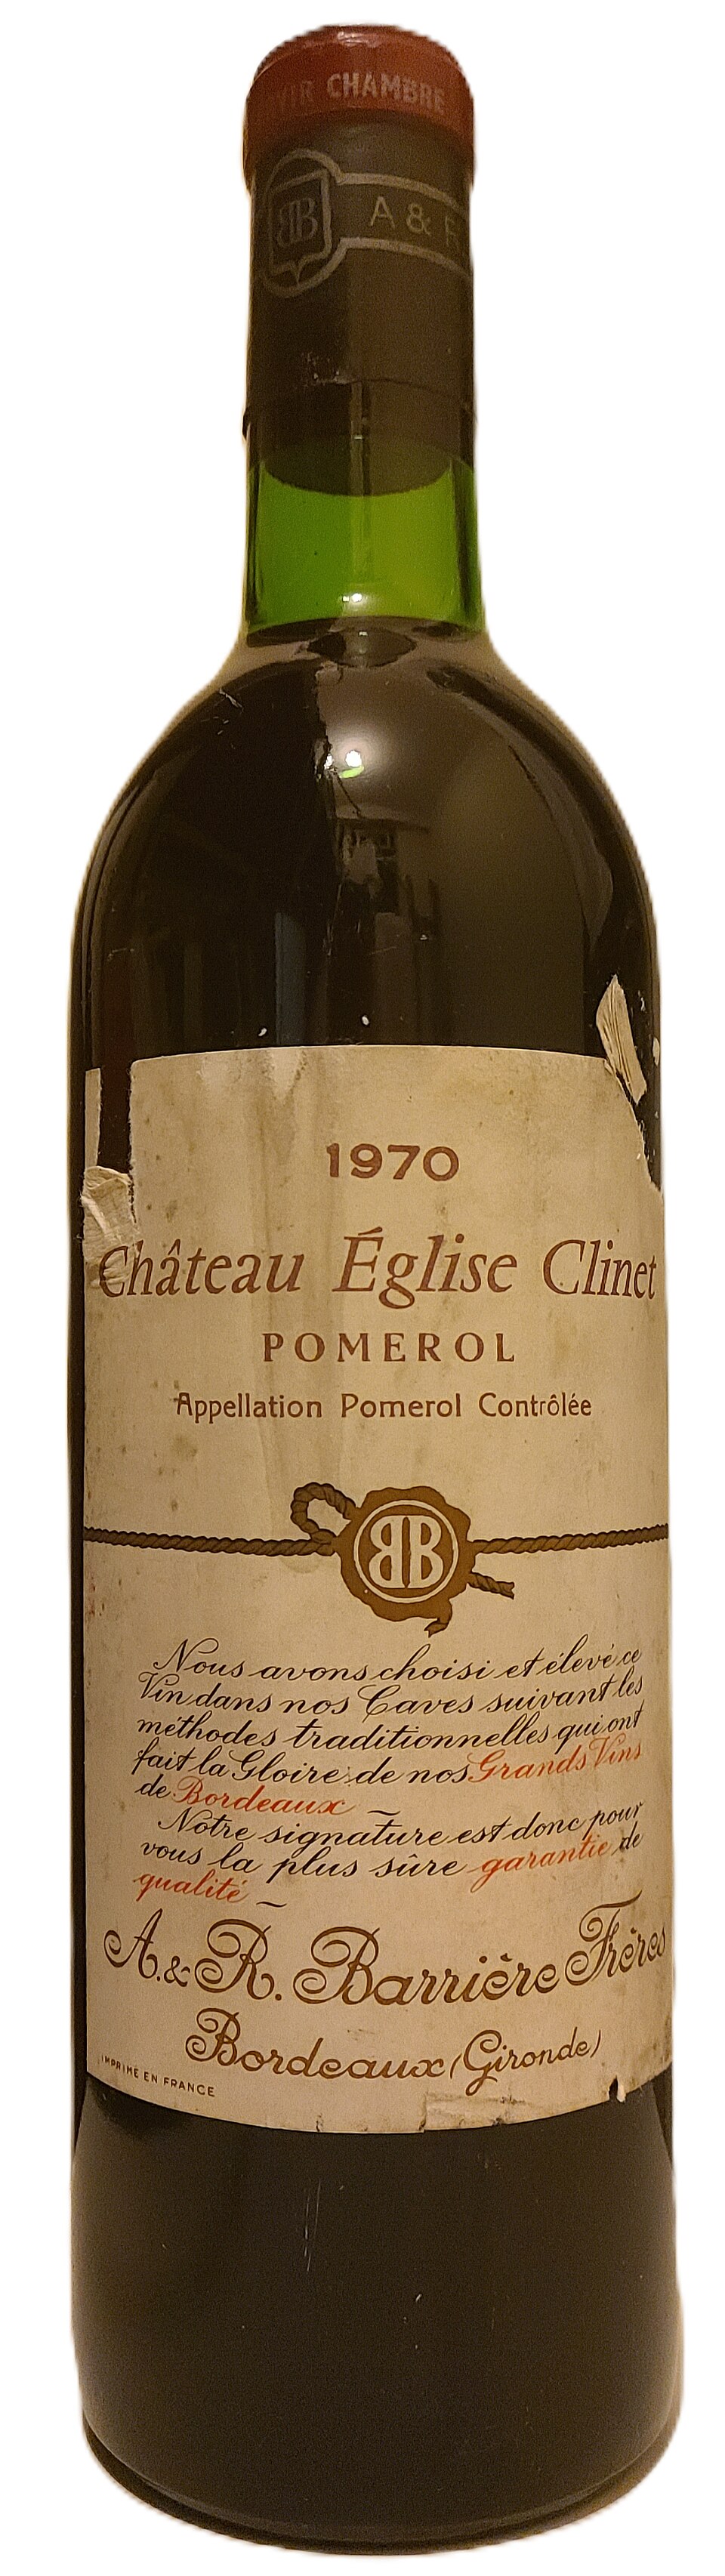 VIR CHAMBRE
BB A & R
1970
Château Église Clinet
POMEROL
Appellation Pomerol Contrôlée
BB
Nous avons choisi et élevé ce
Vin dans nos Caves suivant les
méthodes traditionnelles qui ont
fait la Gloire de nos Grands Vins
de Bordeaux
Notre signature est donc pour
vous la plus sûre garantie de
qualité
A. & R. Barrière Frères
Bordeaux (Gironde)
IMPRIMÉ EN FRANCE